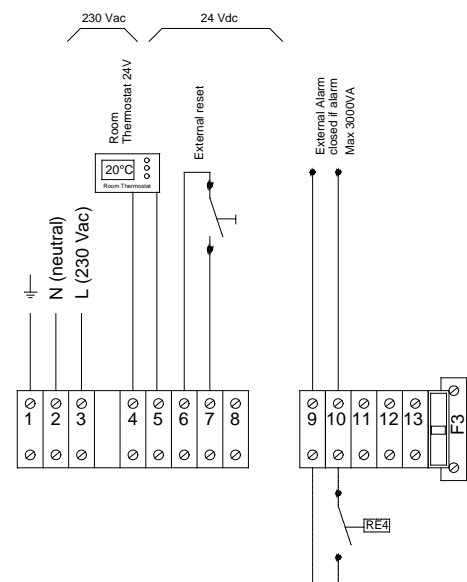 230 Vac
24 Vdc
Room
Thermostat 24V
External reset
External Alarm
closed if alarm
Max 3000VA
20°C
Room Thermostat
N (neutral)
L (230 Vac)
1 2 3 4 5 6 7 8
9 10 11 12 13
F3
RE4